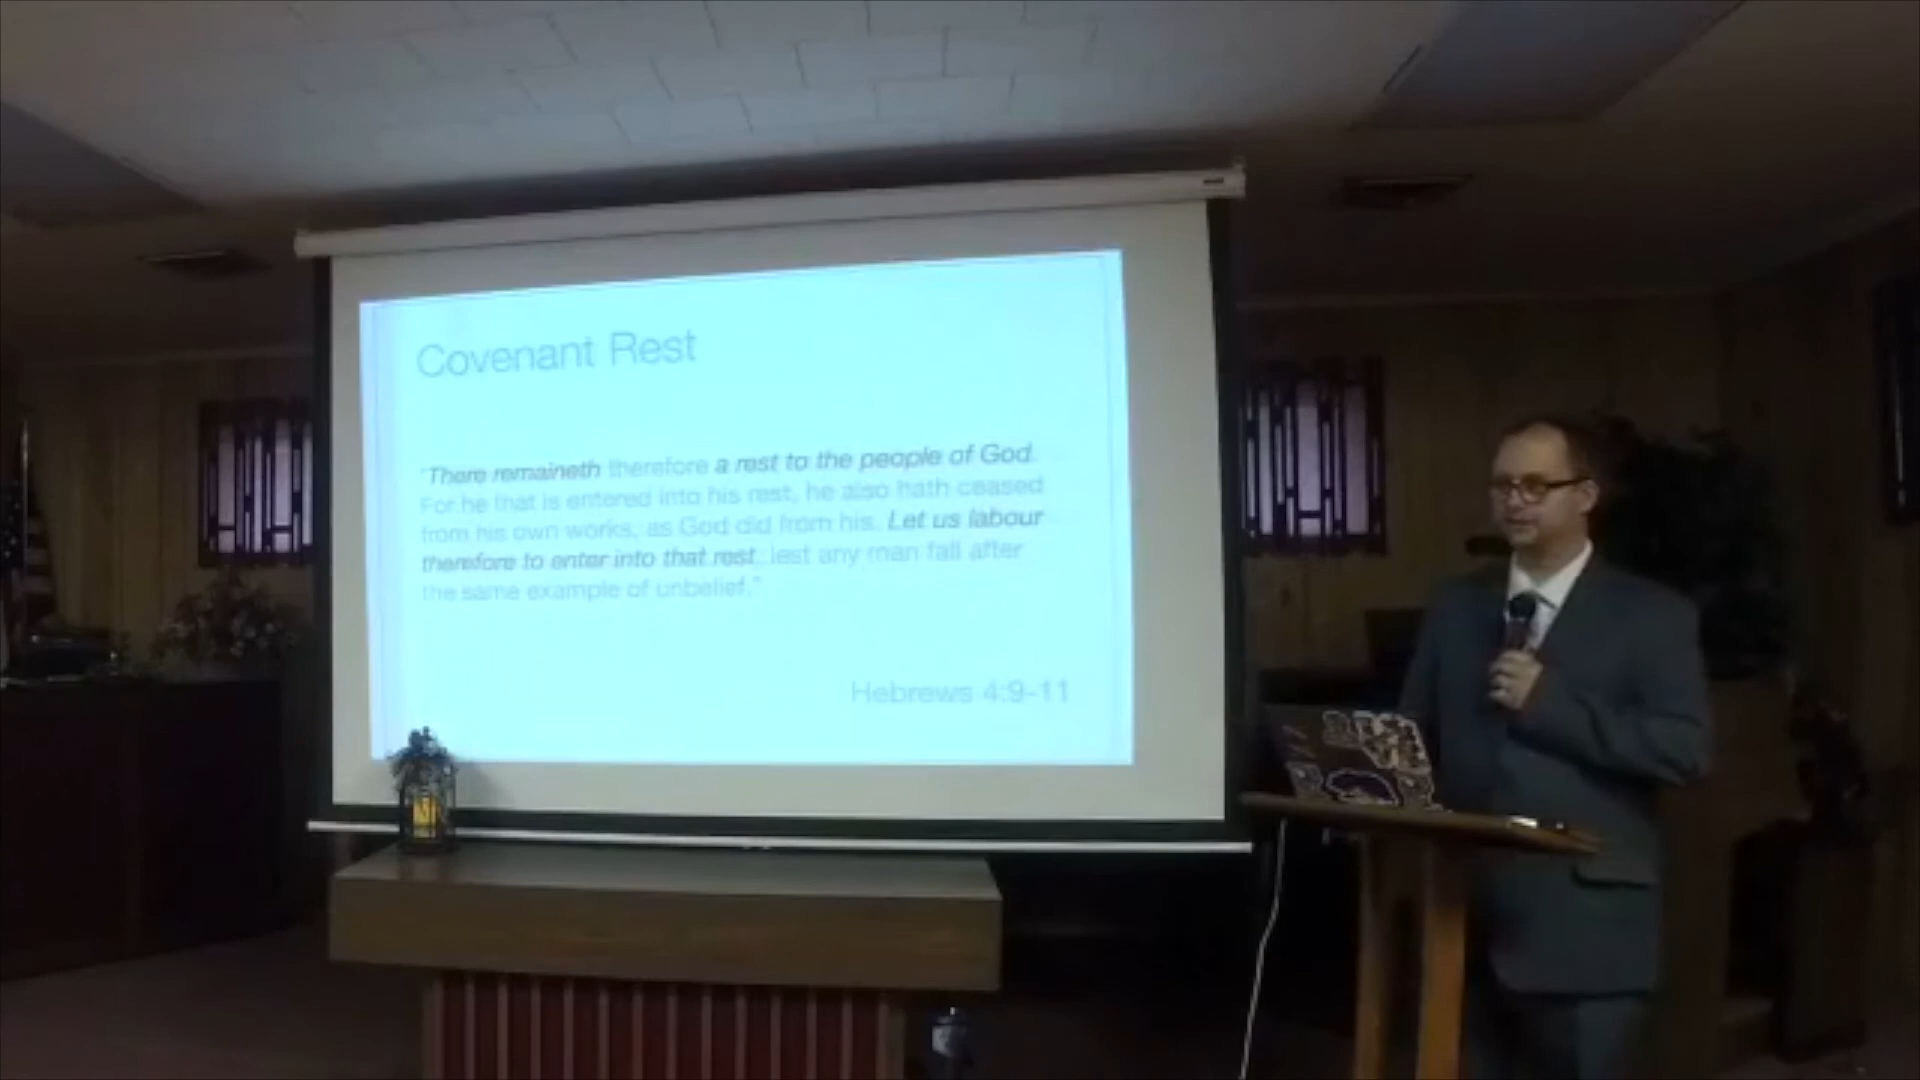 Covenant Rest
"There remaineth therefore a rest to the people of God.
For he that is entered into his rest, he also hath ceased
from his own works, as God did from his. Let us labour
therefore to enter into that rest, lest any man fall after
the same example of unbelief."
Hebrews 4:9-11